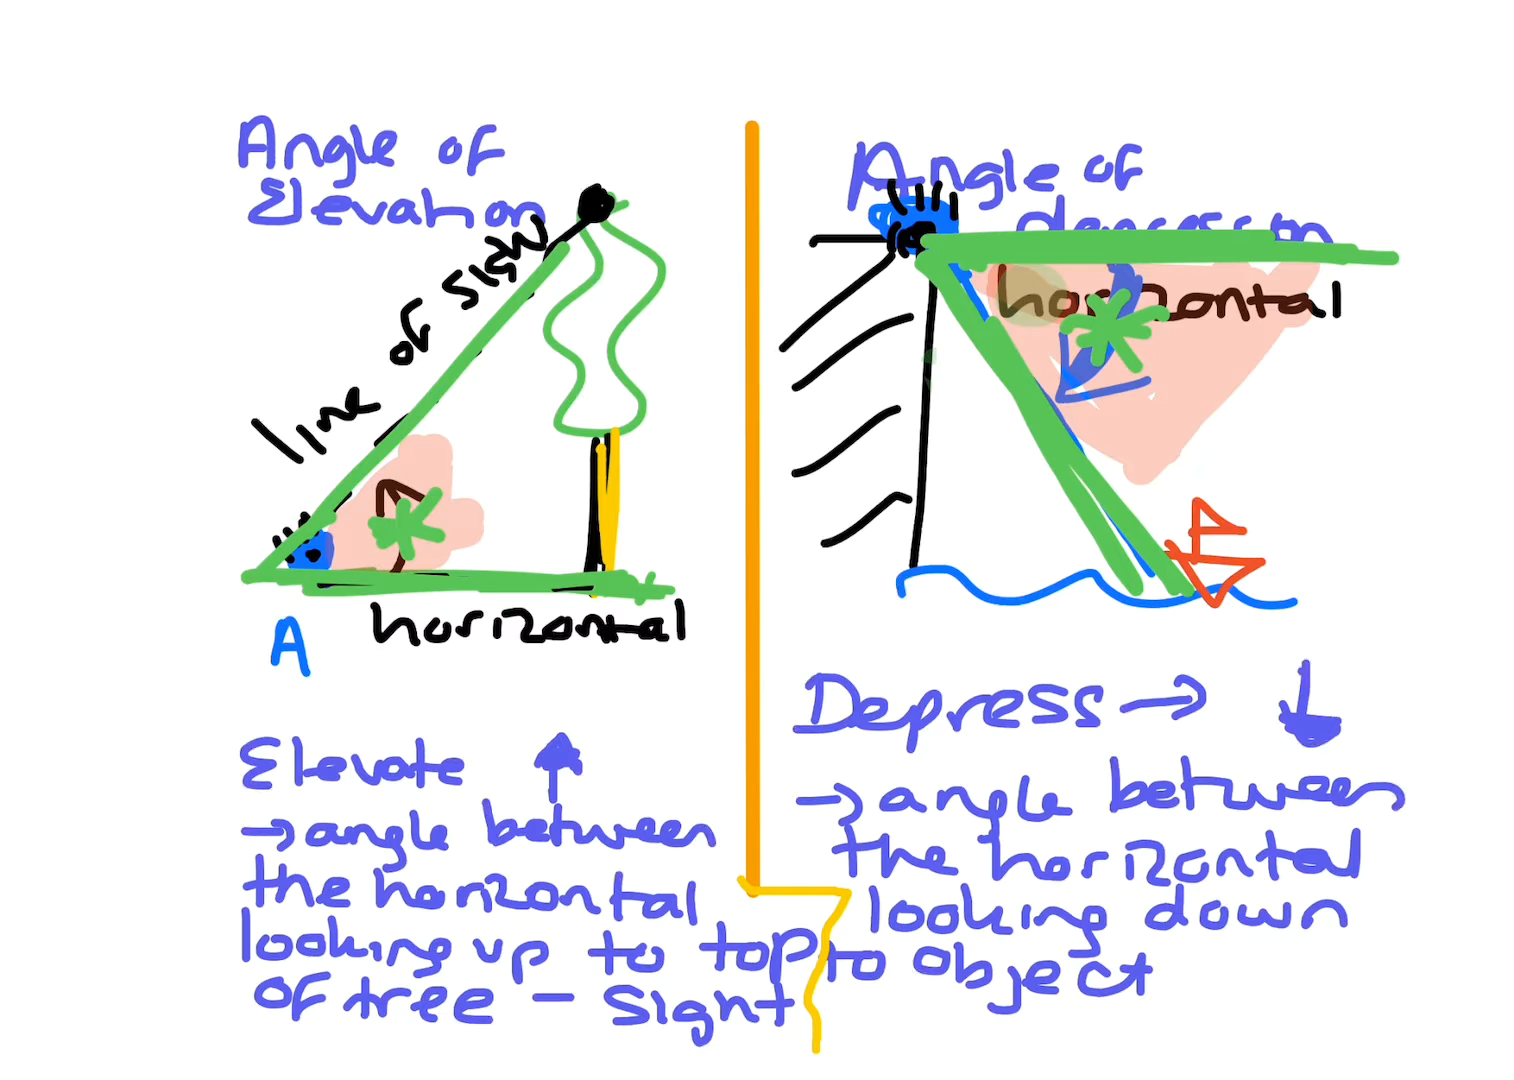 Angle of
Elevation
line of sight
A
horizontal
Elevate
→ angle between
the horizontal
looking up to top
of tree - sight
Angle of
depression
horizontal
Depress →
→ angle between
the horizontal
looking down
to object